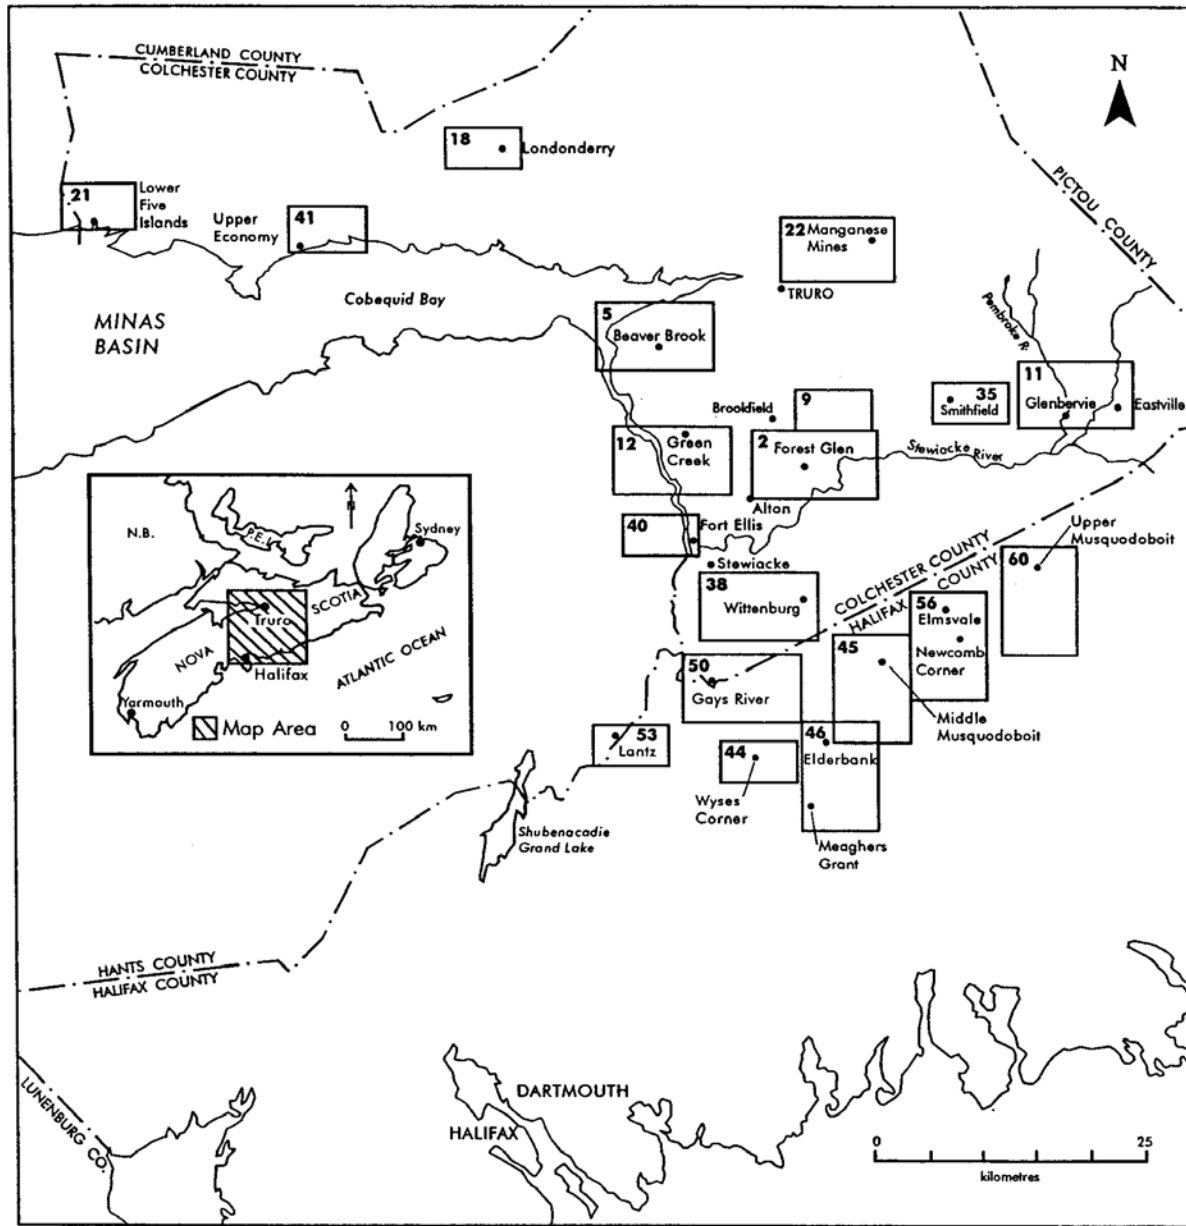 CUMBERLAND COUNTY
COLCHESTER COUNTY
N
18
Londonderry
PICTOU COUNTY
21
Lower
Five
Islands
Upper
Economy
41
22 Manganese
Mines
TRURO
Cobequid Bay
MINAS
BASIN
5
Beaver Brook
Pembroke R.
11
Glenbervie
Eastville
35
Smithfield
Brookfield
9
12
Green
Creek
2
Forest Glen
Stewiacke
River
Alton
40
Fort Ellis
Stewiacke
Upper
Musquodoboit
60
COLCHESTER COUNTY
HALIFAX COUNTY
38
Wittenburg
56
Elmsvale
Newcomb
Corner
45
Middle
Musquodoboit
50
Gays River
53
Lantz
44
Wyses
Corner
46
Elderbank
Meaghers
Grant
N.B.
P.E.I.
N
Sydney
SCOTIA
Truro
NOVA
Halifax
ATLANTIC OCEAN
Yarmouth
Map Area
0 100 km
Shubenacadie
Grand Lake
HANTS COUNTY
HALIFAX COUNTY
LUNENBURG CO.
DARTMOUTH
HALIFAX
0 25
kilometres